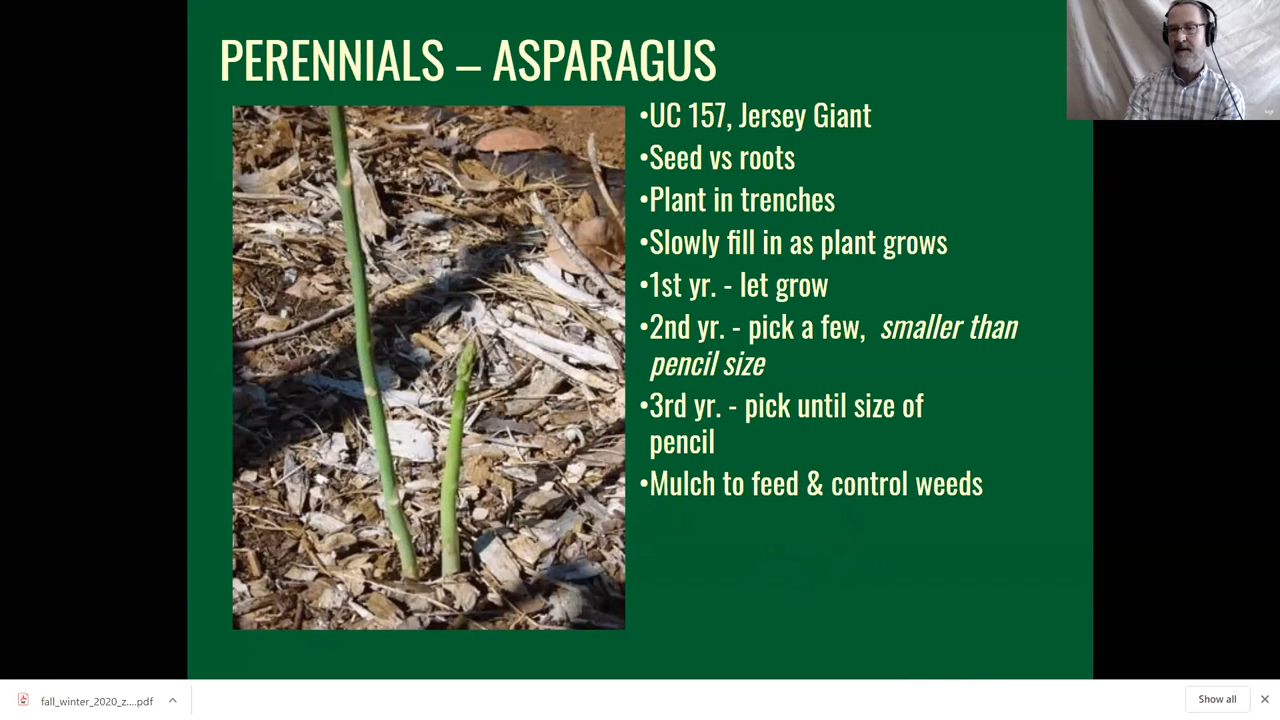 PERENNIALS – ASPARAGUS
•UC 157, Jersey Giant
•Seed vs roots
•Plant in trenches
•Slowly fill in as plant grows
•1st yr. - let grow
•2nd yr. - pick a few, smaller than
pencil size
•3rd yr. - pick until size of
pencil
•Mulch to feed & control weeds
fall_winter_2020_z....pdf
Show all